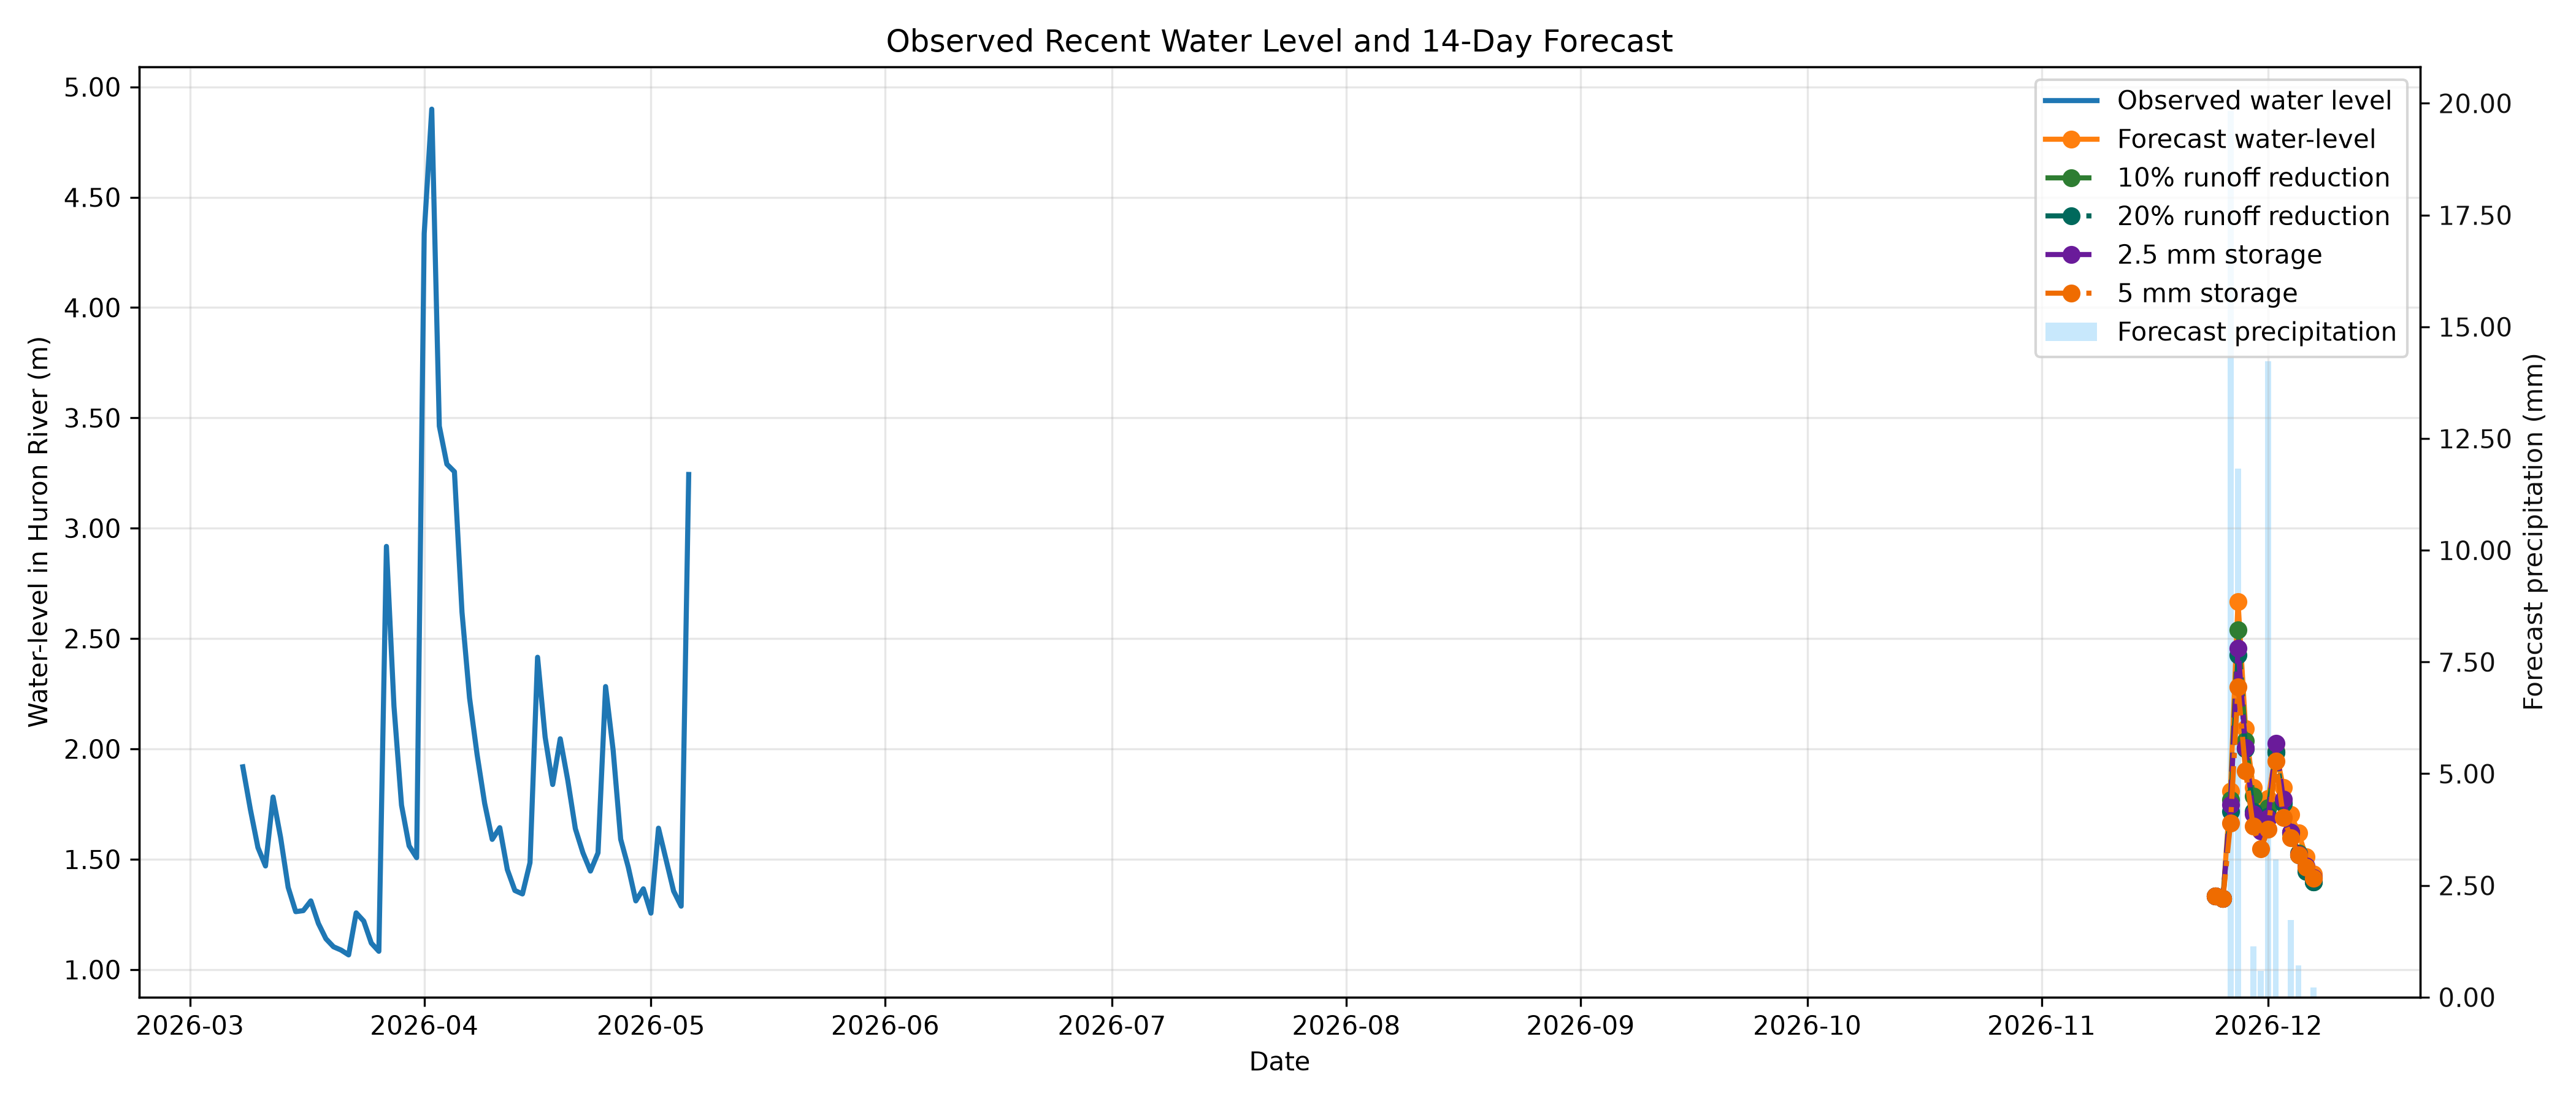 Observed Recent Water Level and 14-Day Forecast
Water-level in Huron River (m)
5.00
4.50
4.00
3.50
3.00
2.50
2.00
1.50
1.00
Observed water level
Forecast water-level
10% runoff reduction
20% runoff reduction
2.5 mm storage
5 mm storage
Forecast precipitation
20.00
17.50
15.00
12.50
10.00
7.50
5.00
2.50
0.00
Forecast precipitation (mm)
2026-03
2026-04
2026-05
2026-06
2026-07
2026-08
2026-09
2026-10
2026-11
2026-12
Date